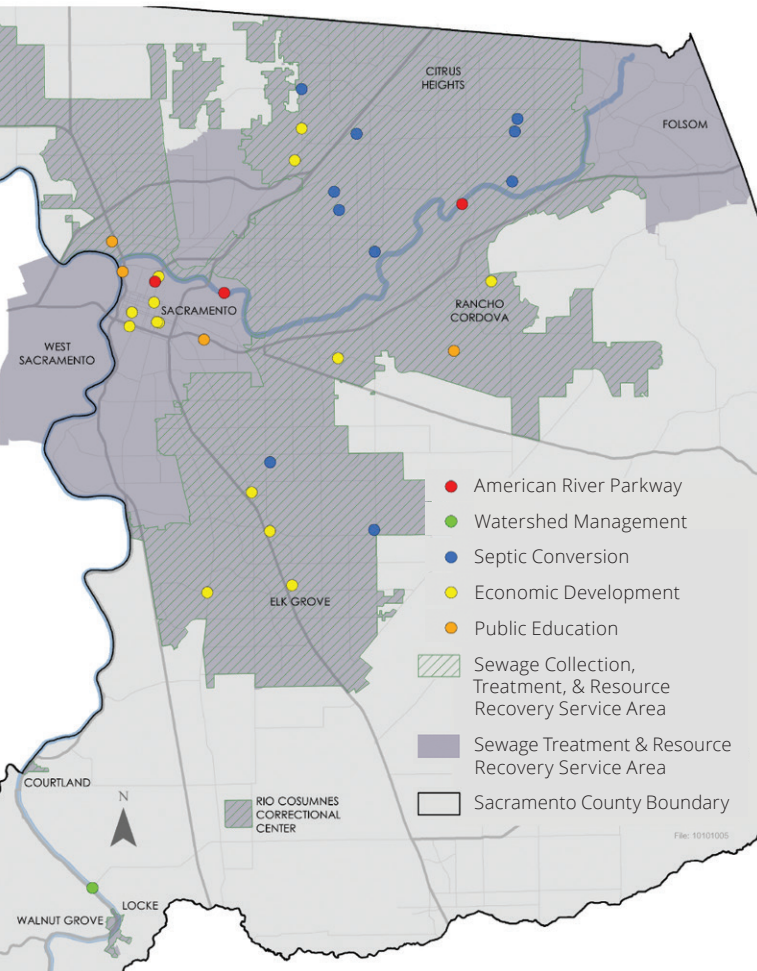 CITRUS
HEIGHTS
FOLSOM
SACRAMENTO
RANCHO
CORDOVA
WEST
SACRAMENTO
ELK GROVE
American River Parkway
Watershed Management
Septic Conversion
Economic Development
Public Education
Sewage Collection,
Treatment, & Resource
Recovery Service Area
Sewage Treatment & Resource
Recovery Service Area
Sacramento County Boundary
File: 10101005
COURTLAND
N
RIO COSUMNES
CORRECTIONAL
CENTER
LOCKE
WALNUT GROVE